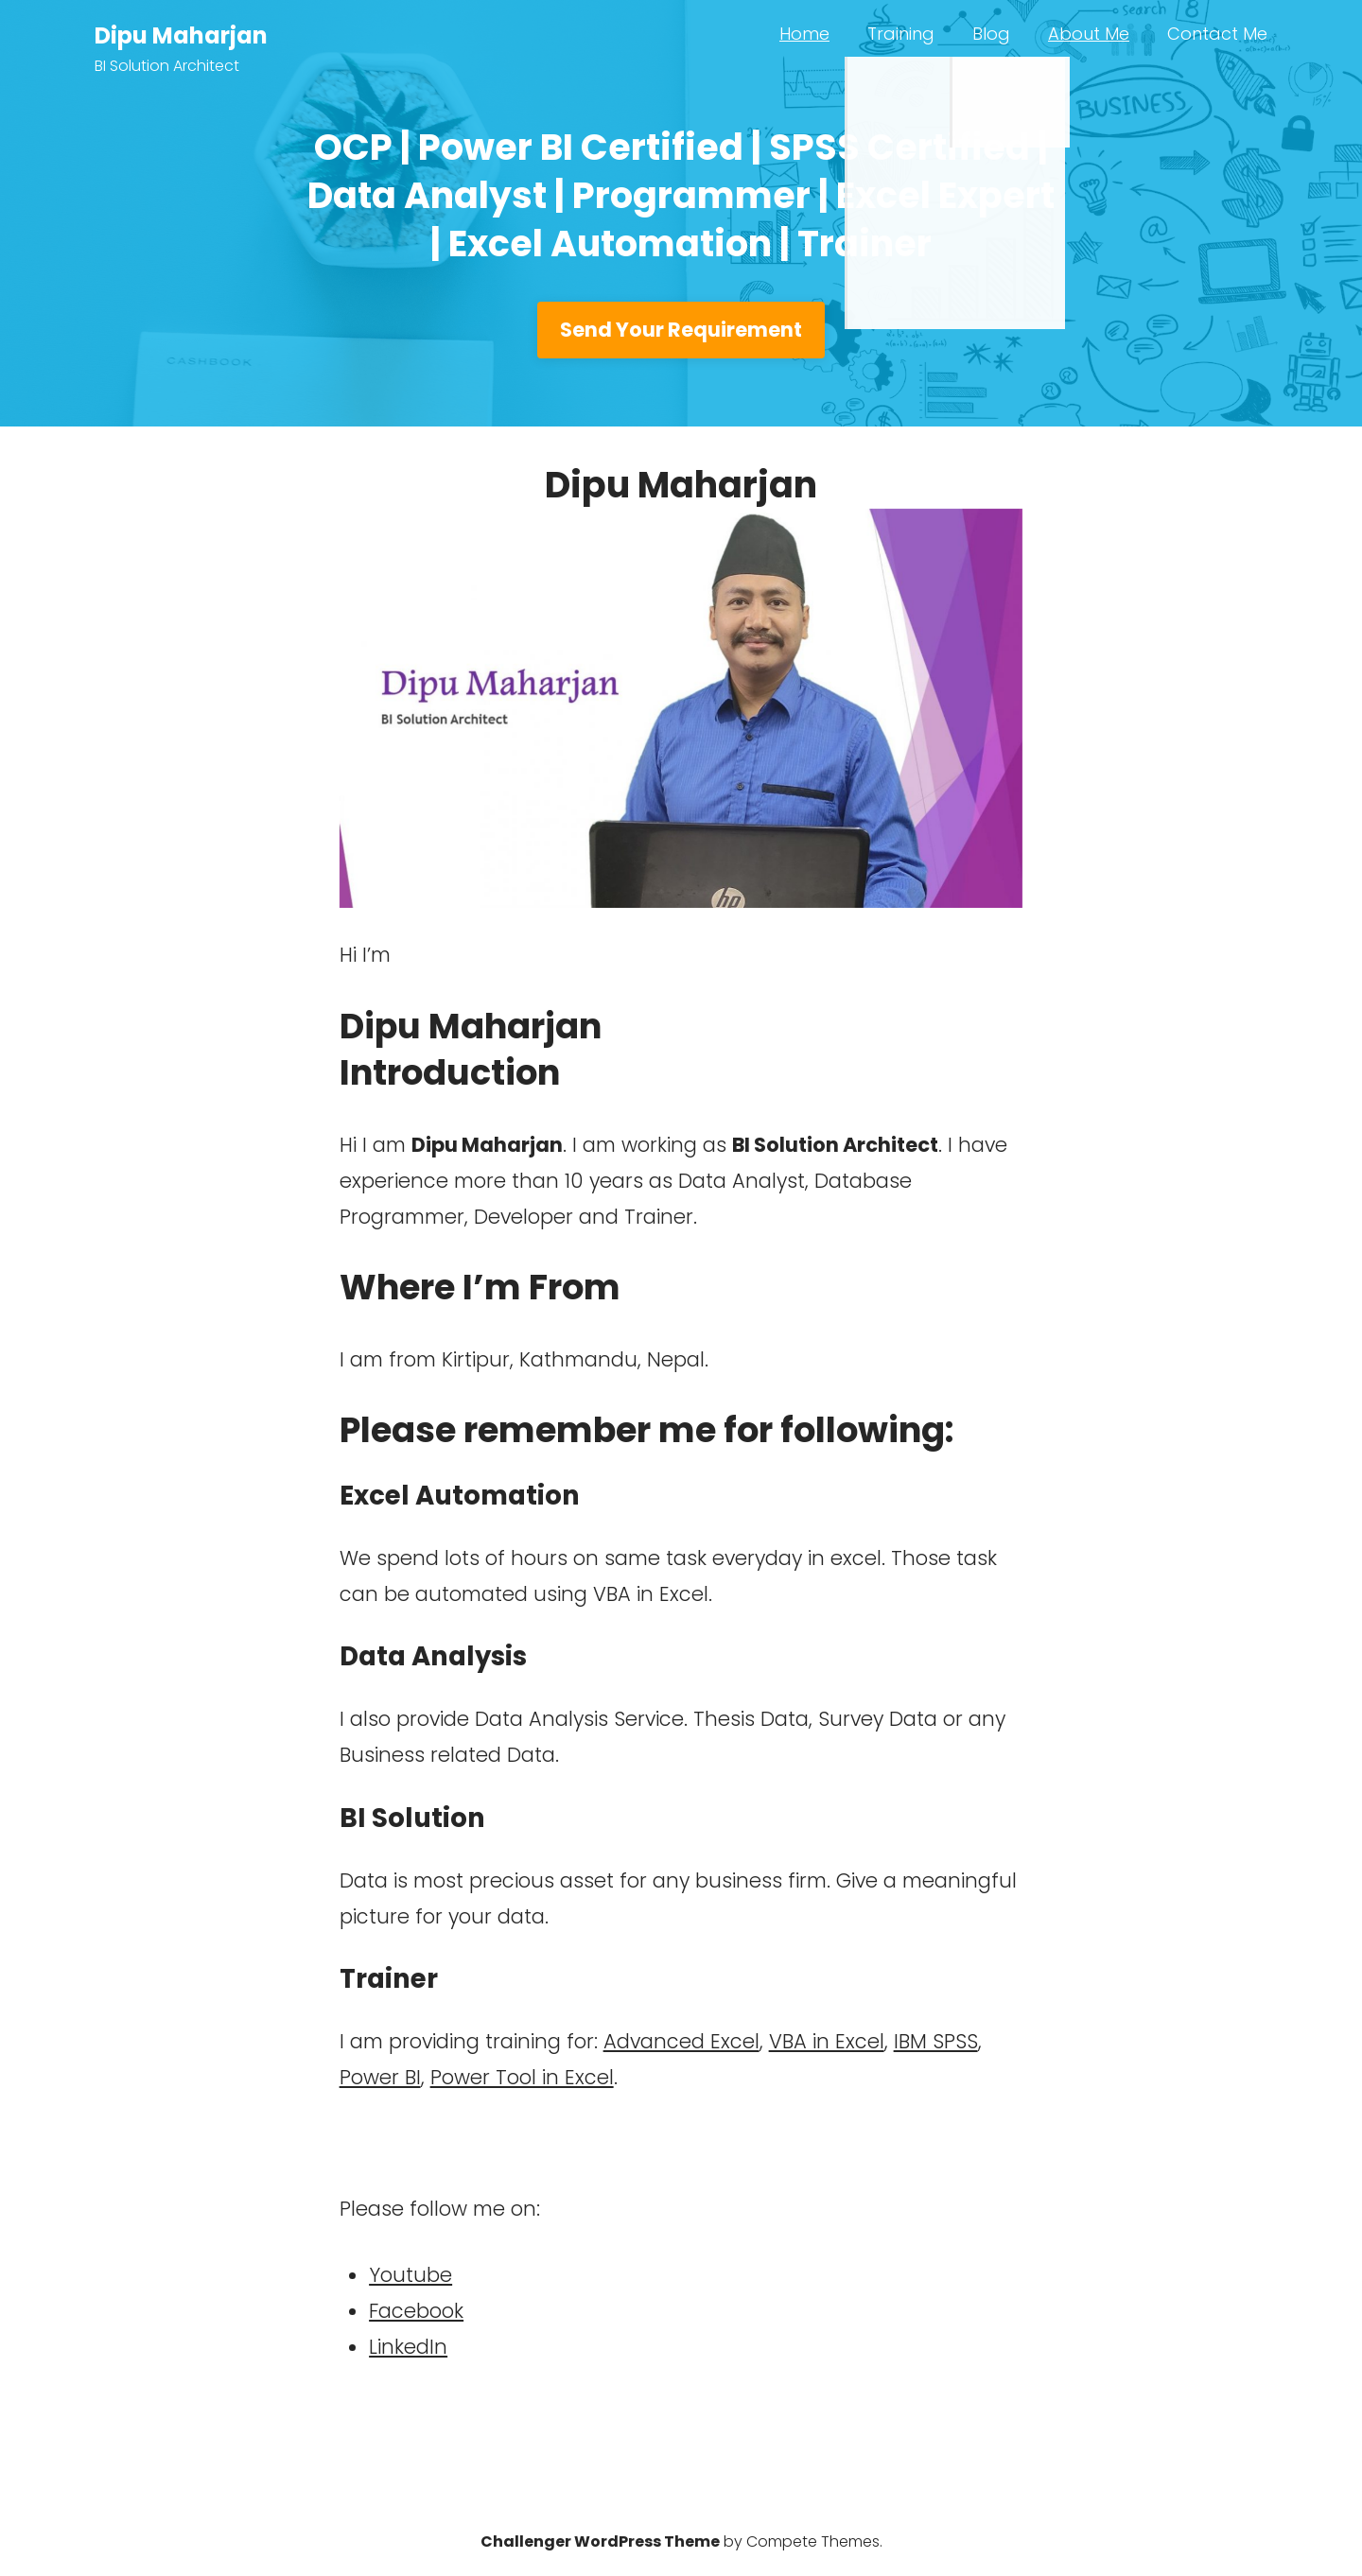 Dipu Maharjan
BI Solution Architect
Home Training Blog About Me Contact Me
OCP | Power BI Certified | SPSS Certified |
Data Analyst | Programmer | Excel Expert
| Excel Automation | Trainer
BUSINESS
Send Your Requirement
CASHBOOK
Dipu Maharjan
Dipu Maharjan
BI Solution Architect
hp
Hi I’m
Dipu Maharjan
Introduction
Hi I am Dipu Maharjan. I am working as BI Solution Architect. I have
experience more than 10 years as Data Analyst, Database
Programmer, Developer and Trainer.
Where I’m From
I am from Kirtipur, Kathmandu, Nepal.
Please remember me for following:
Excel Automation
We spend lots of hours on same task everyday in excel. Those task
can be automated using VBA in Excel.
Data Analysis
I also provide Data Analysis Service. Thesis Data, Survey Data or any
Business related Data.
BI Solution
Data is most precious asset for any business firm. Give a meaningful
picture for your data.
Trainer
I am providing training for: Advanced Excel, VBA in Excel, IBM SPSS,
Power BI, Power Tool in Excel.
Please follow me on:
Youtube
Facebook
LinkedIn
Challenger WordPress Theme by Compete Themes.